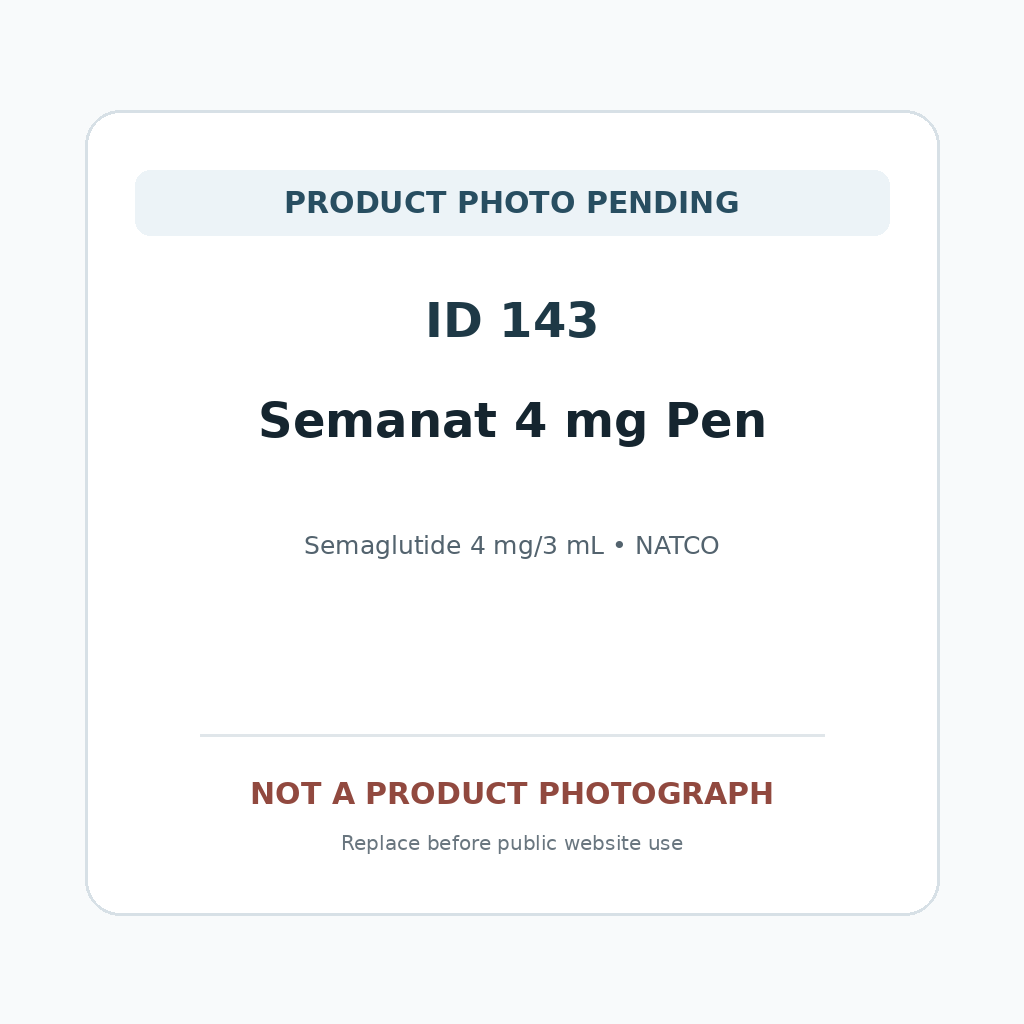 PRODUCT PHOTO PENDING
ID 143
Semanat 4 mg Pen
Semaglutide 4 mg/3 mL • NATCO
NOT A PRODUCT PHOTOGRAPH
Replace before public website use